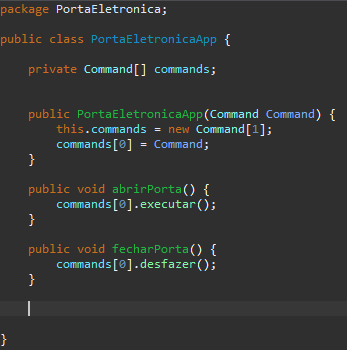 package PortaEletronica;
public class PortaEletronicaApp {
private Command[] commands;
public PortaEletronicaApp(Command Command) {
this.commands = new Command[1];
commands[0] = Command;
}
public void abrirPorta() {
commands[0].executar();
}
public void fecharPorta() {
commands[0].desfazer();
}
}